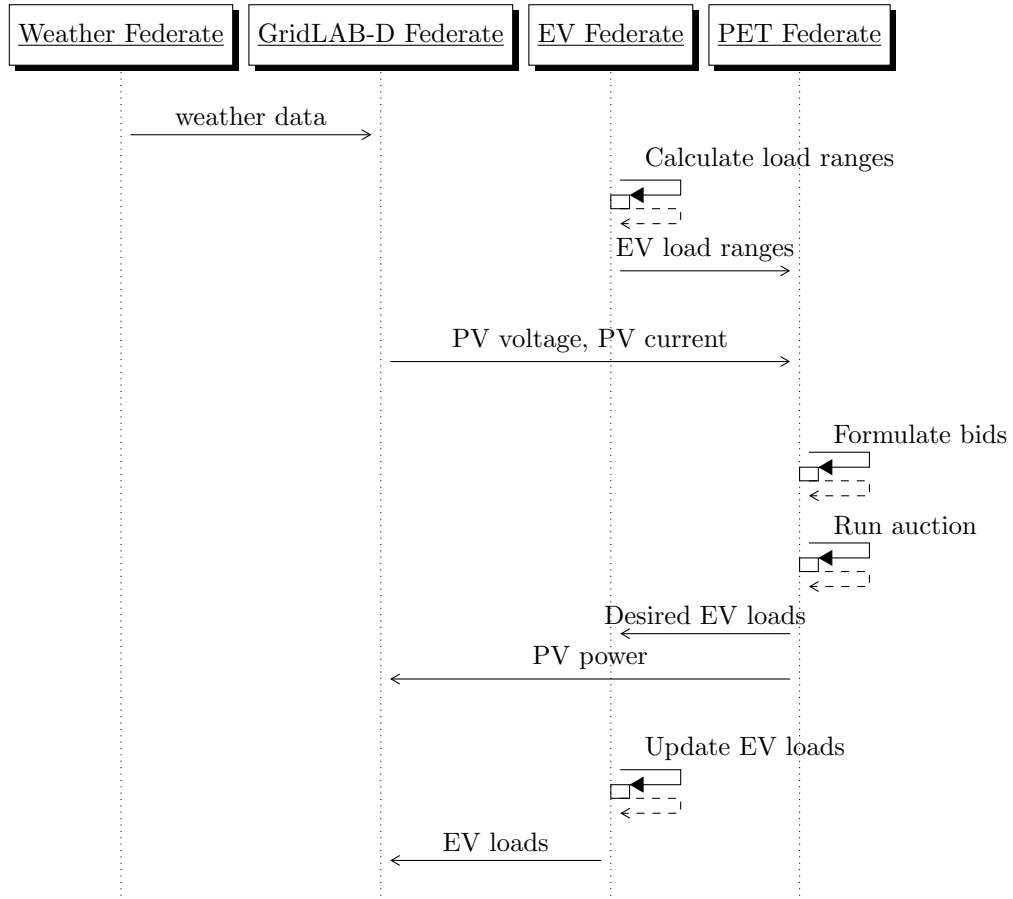 Weather Federate
GridLAB-D Federate
EV Federate
PET Federate
weather data
Calculate load ranges
EV load ranges
PV voltage, PV current
Formulate bids
Run auction
Desired EV loads
PV power
Update EV loads
EV loads